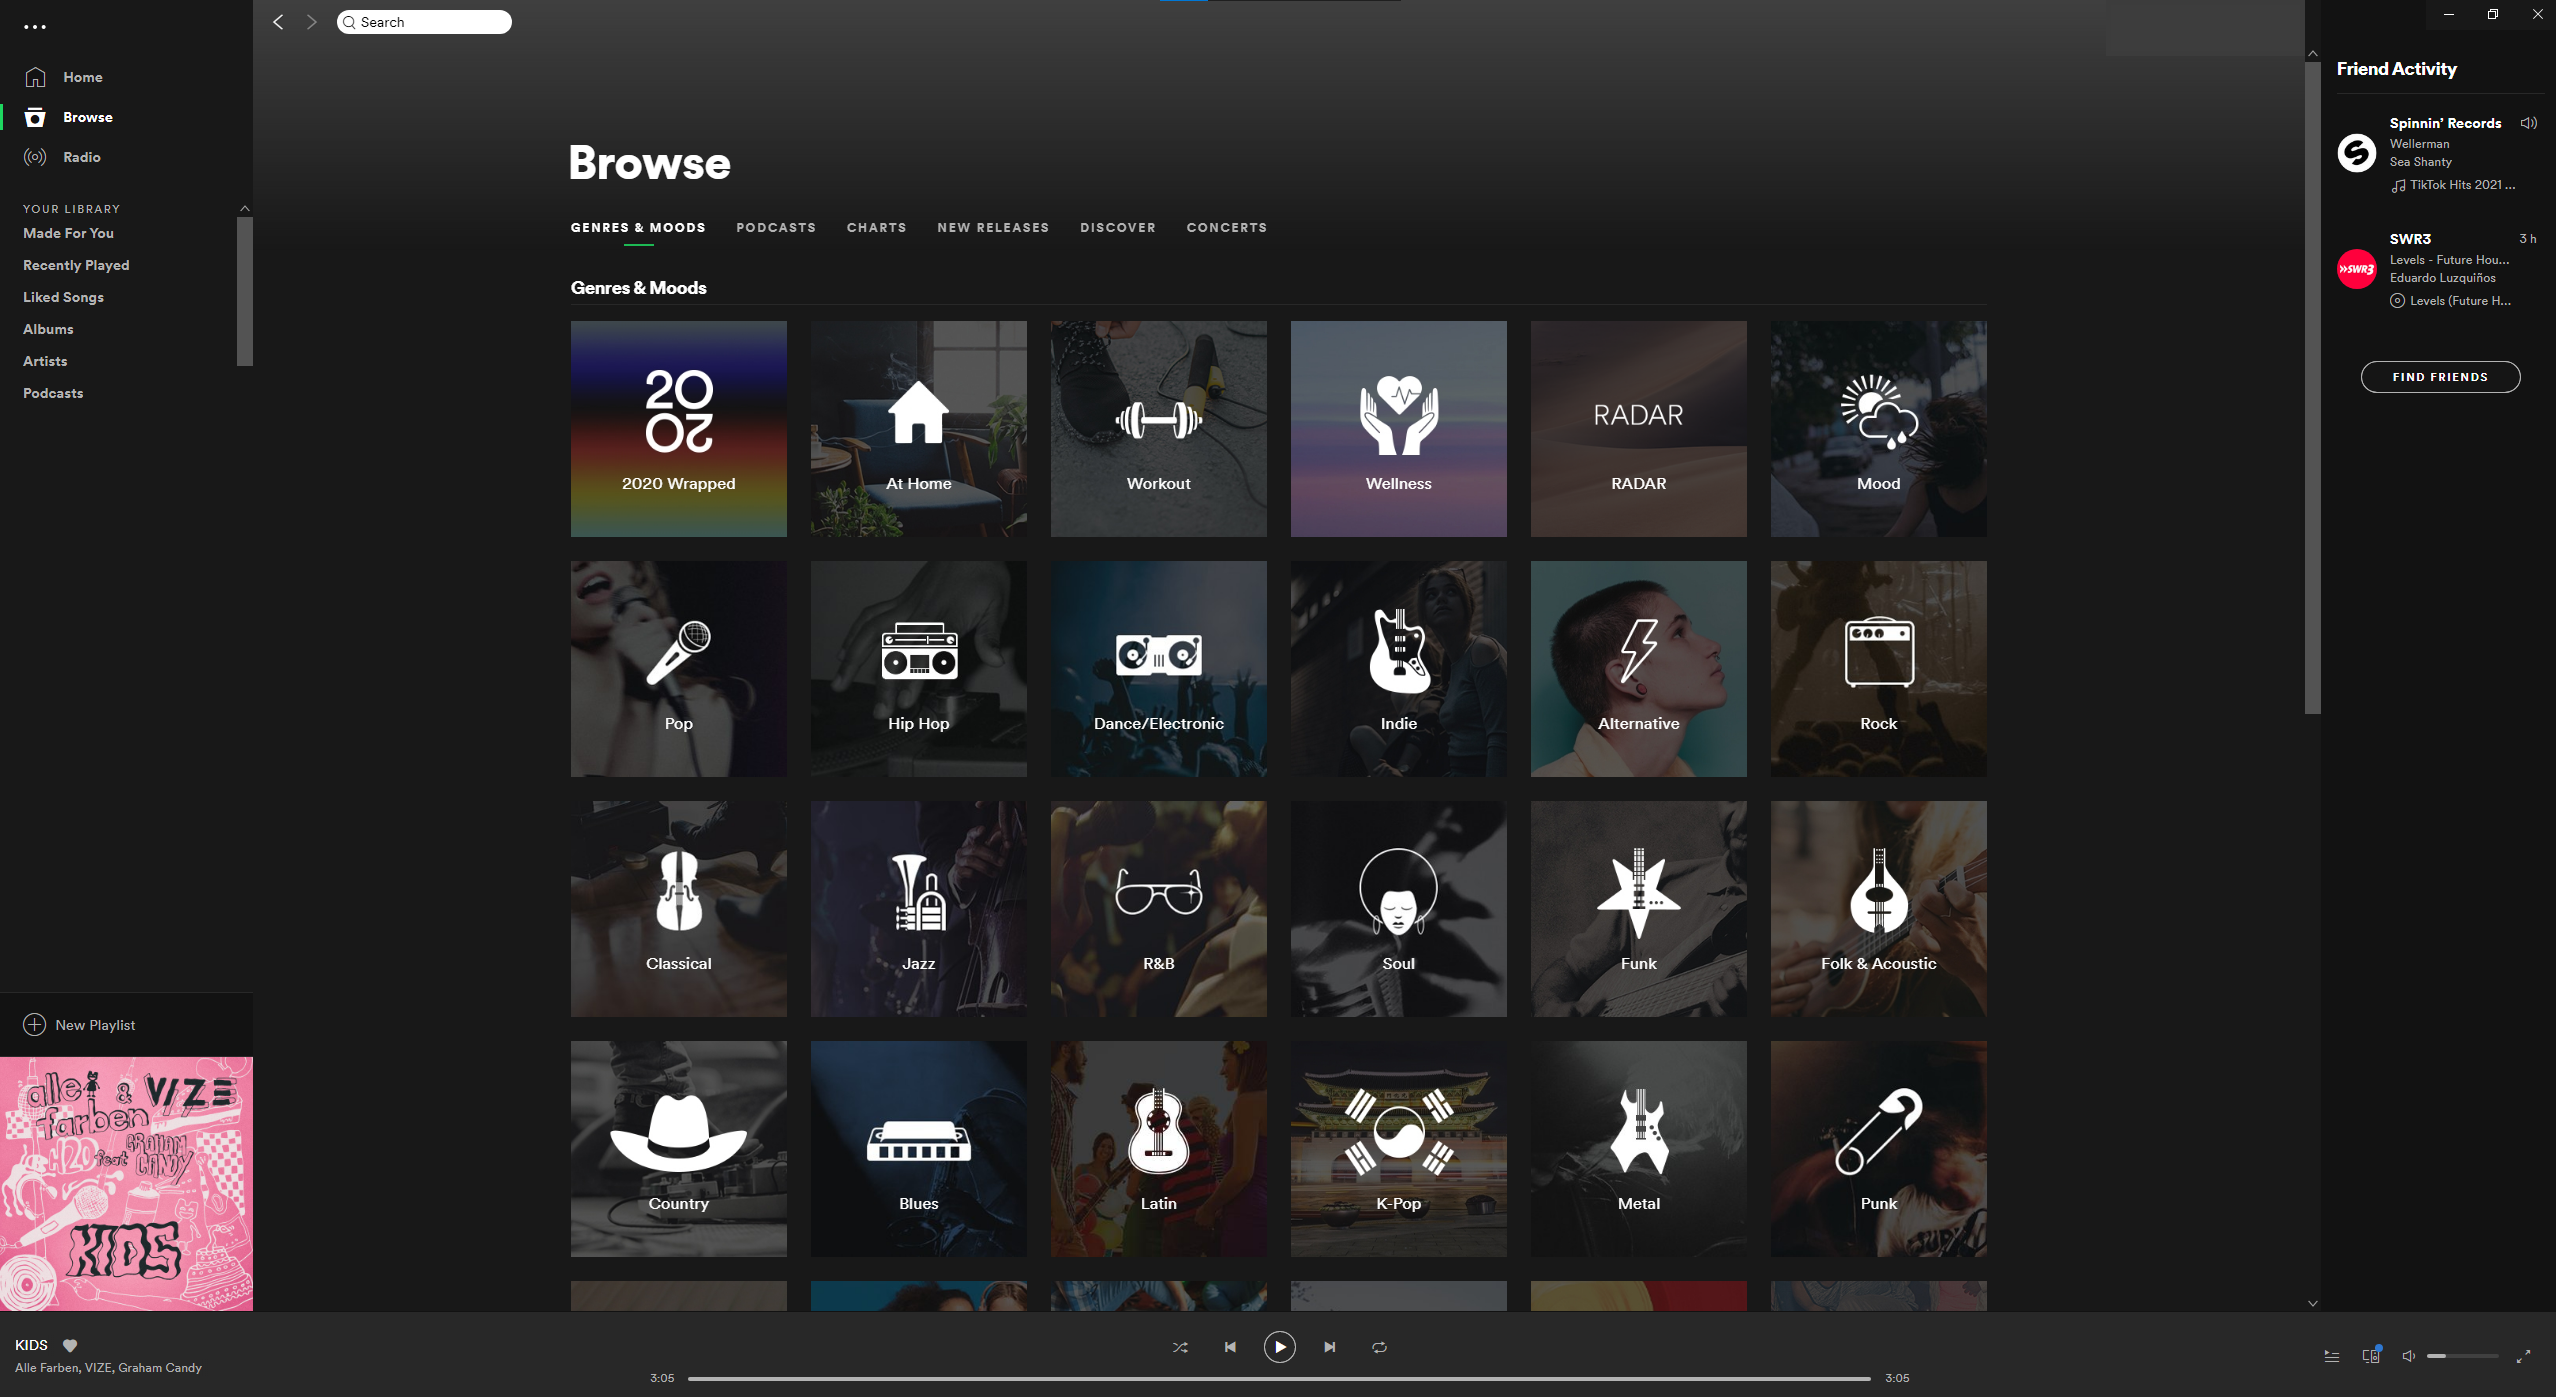 Search
Home
Browse
Radio
YOUR LIBRARY
Made For You
Recently Played
Liked Songs
Albums
Artists
Podcasts
New Playlist
alle farben & VIZE
feat GRAHAM CANDY
KIDS
KIDS
Alle Farben, VIZE, Graham Candy
Browse
GENRES & MOODS PODCASTS CHARTS NEW RELEASES DISCOVER CONCERTS
Genres & Moods
2020
2020 Wrapped
At Home
Workout
Wellness
RADAR
RADAR
Mood
Pop
Hip Hop
Dance/Electronic
Indie
Alternative
Rock
Classical
Jazz
R&B
Soul
Funk
Folk & Acoustic
Country
Blues
Latin
K-Pop
Metal
Punk
3:05
3:05
Friend Activity
Spinnin’ Records
Wellerman
Sea Shanty
TikTok Hits 2021 ...
SWR3
SWR3 3 h
Levels - Future Hou...
Eduardo Luzquiños
Levels (Future H...
FIND FRIENDS